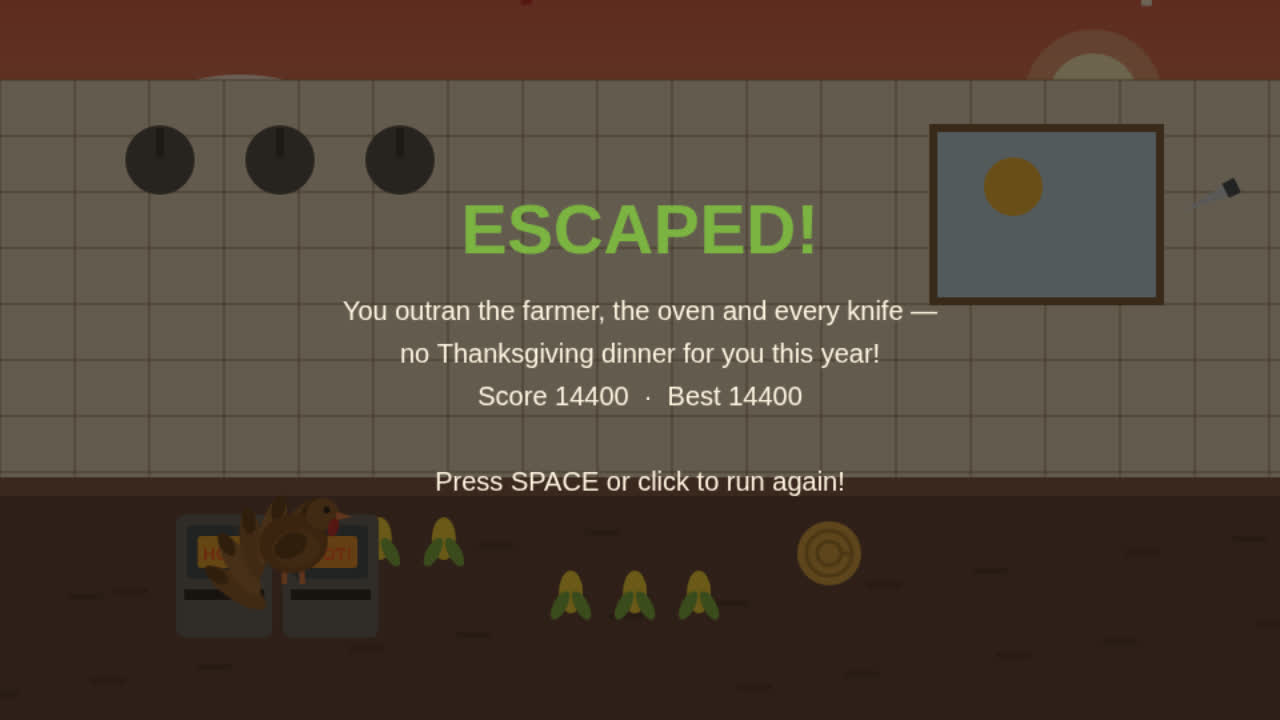 ESCAPED!
You outran the farmer, the oven and every knife —
no Thanksgiving dinner for you this year!
Score 14400 · Best 14400
Press SPACE or click to run again!